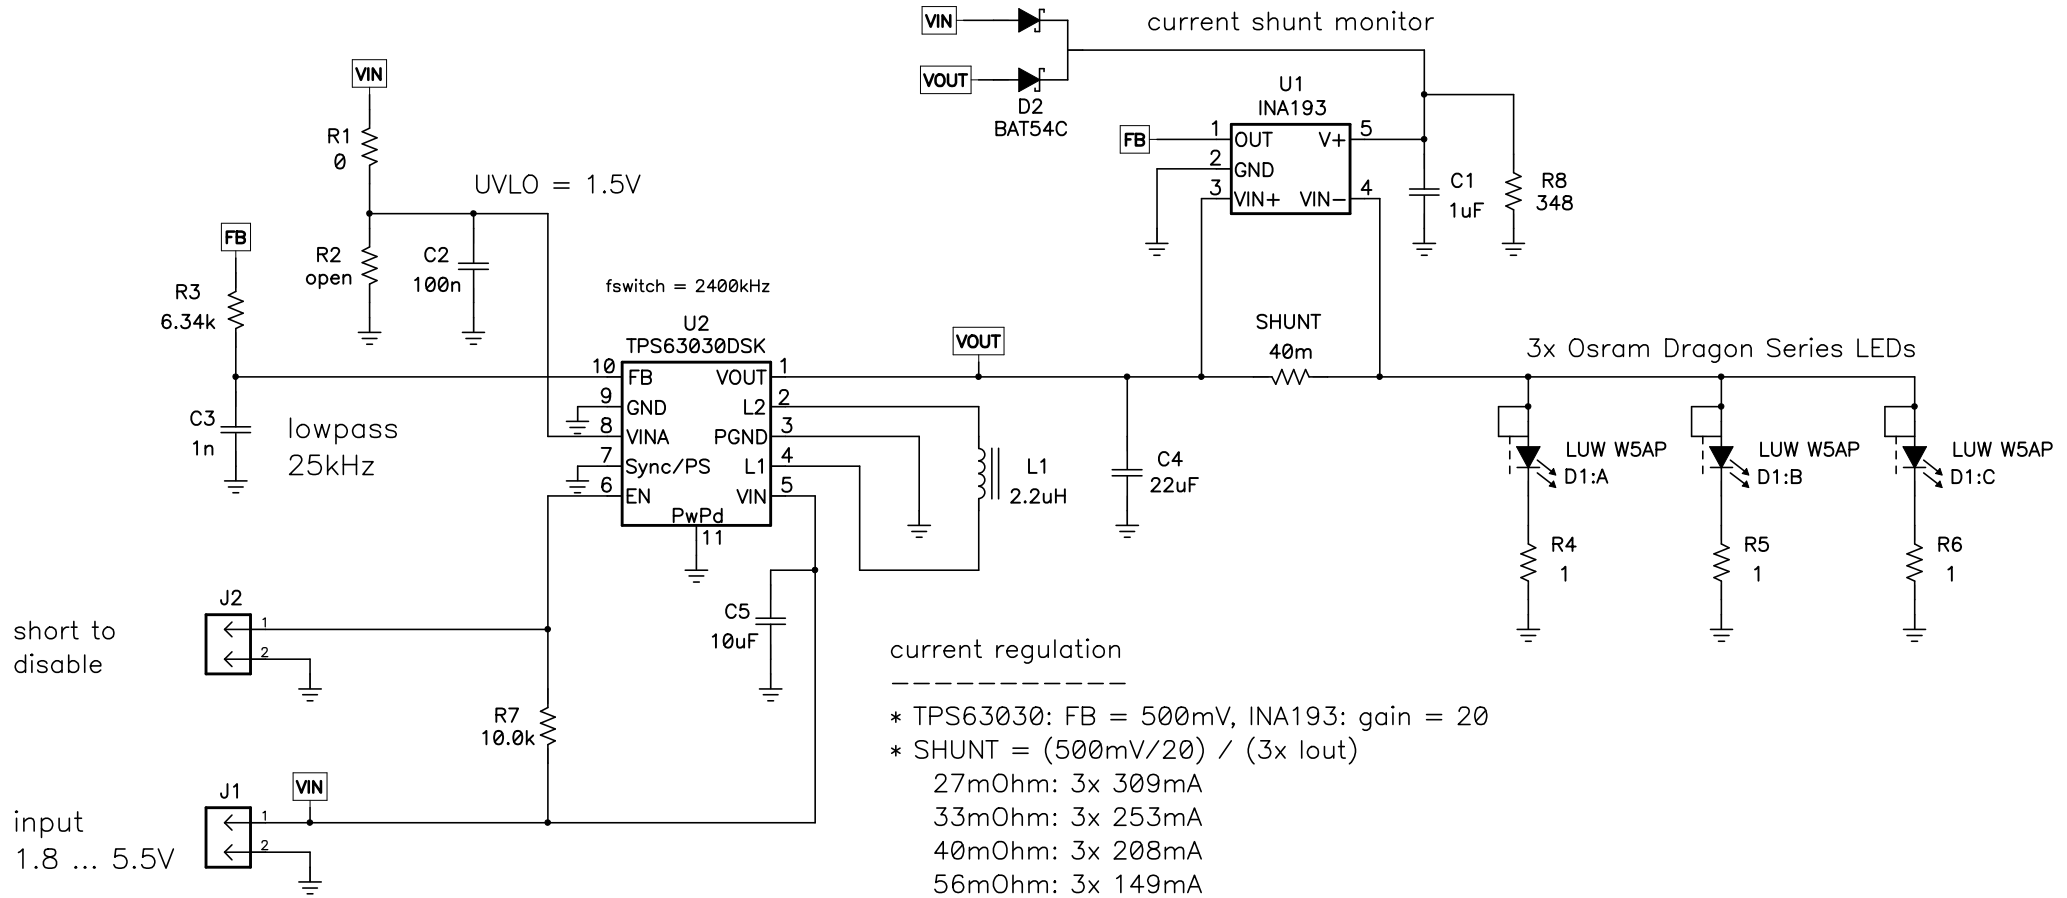 VIN
current shunt monitor
VOUT
D2
BAT54C
U1
INA193
FB
1
OUT
V+
5
2
GND
3
VIN+
VIN−
4
C1
1uF
R8
348
VIN
R1
0
UVLO = 1.5V
R2
open
C2
100n
FB
R3
6.34k
C3
1n
lowpass
25kHz
fswitch = 2400kHz
U2
TPS63030DSK
10
FB
VOUT
1
9
GND
L2
2
8
VINA
PGND
3
7
Sync/PS
L1
4
6
EN
VIN
5
PwPd
11
VOUT
SHUNT
40m
L1
2.2uH
C4
22uF
3x Osram Dragon Series LEDs
LUW W5AP
D1:A
LUW W5AP
D1:B
LUW W5AP
D1:C
R4
1
R5
1
R6
1
C5
10uF
short to
disable
J2
1
2
R7
10.0k
VIN
input
1.8 ... 5.5V
J1
1
2
current regulation
−−−−−−−−−−−
* TPS63030: FB = 500mV, INA193: gain = 20
* SHUNT = (500mV/20) / (3x Iout)
27mOhm: 3x 309mA
33mOhm: 3x 253mA
40mOhm: 3x 208mA
56mOhm: 3x 149mA